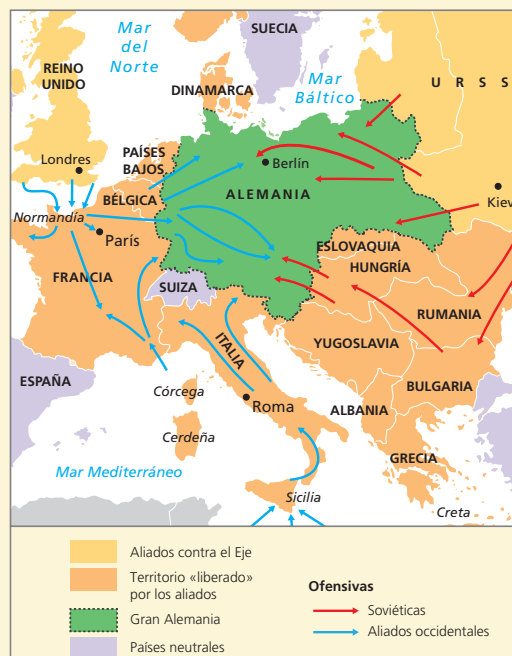 Mar
del
Norte
SUECIA
REINO
UNIDO
DINAMARCA
Mar
Báltico
U R S S
Londres
PAÍSES
BAJOS
Berlín
BÉLGICA
ALEMANIA
Kiev
Normandía
París
ESLOVAQUIA
HUNGRÍA
FRANCIA
SUIZA
RUMANIA
ITALIA
YUGOSLAVIA
ESPAÑA
Córcega
Roma
BULGARIA
ALBANIA
Cerdeña
GRECIA
Mar Mediterráneo
Sicilia
Creta
Aliados contra el Eje
Territorio «liberado»
por los aliados
Gran Alemania
Países neutrales
Ofensivas
Soviéticas
Aliados occidentales